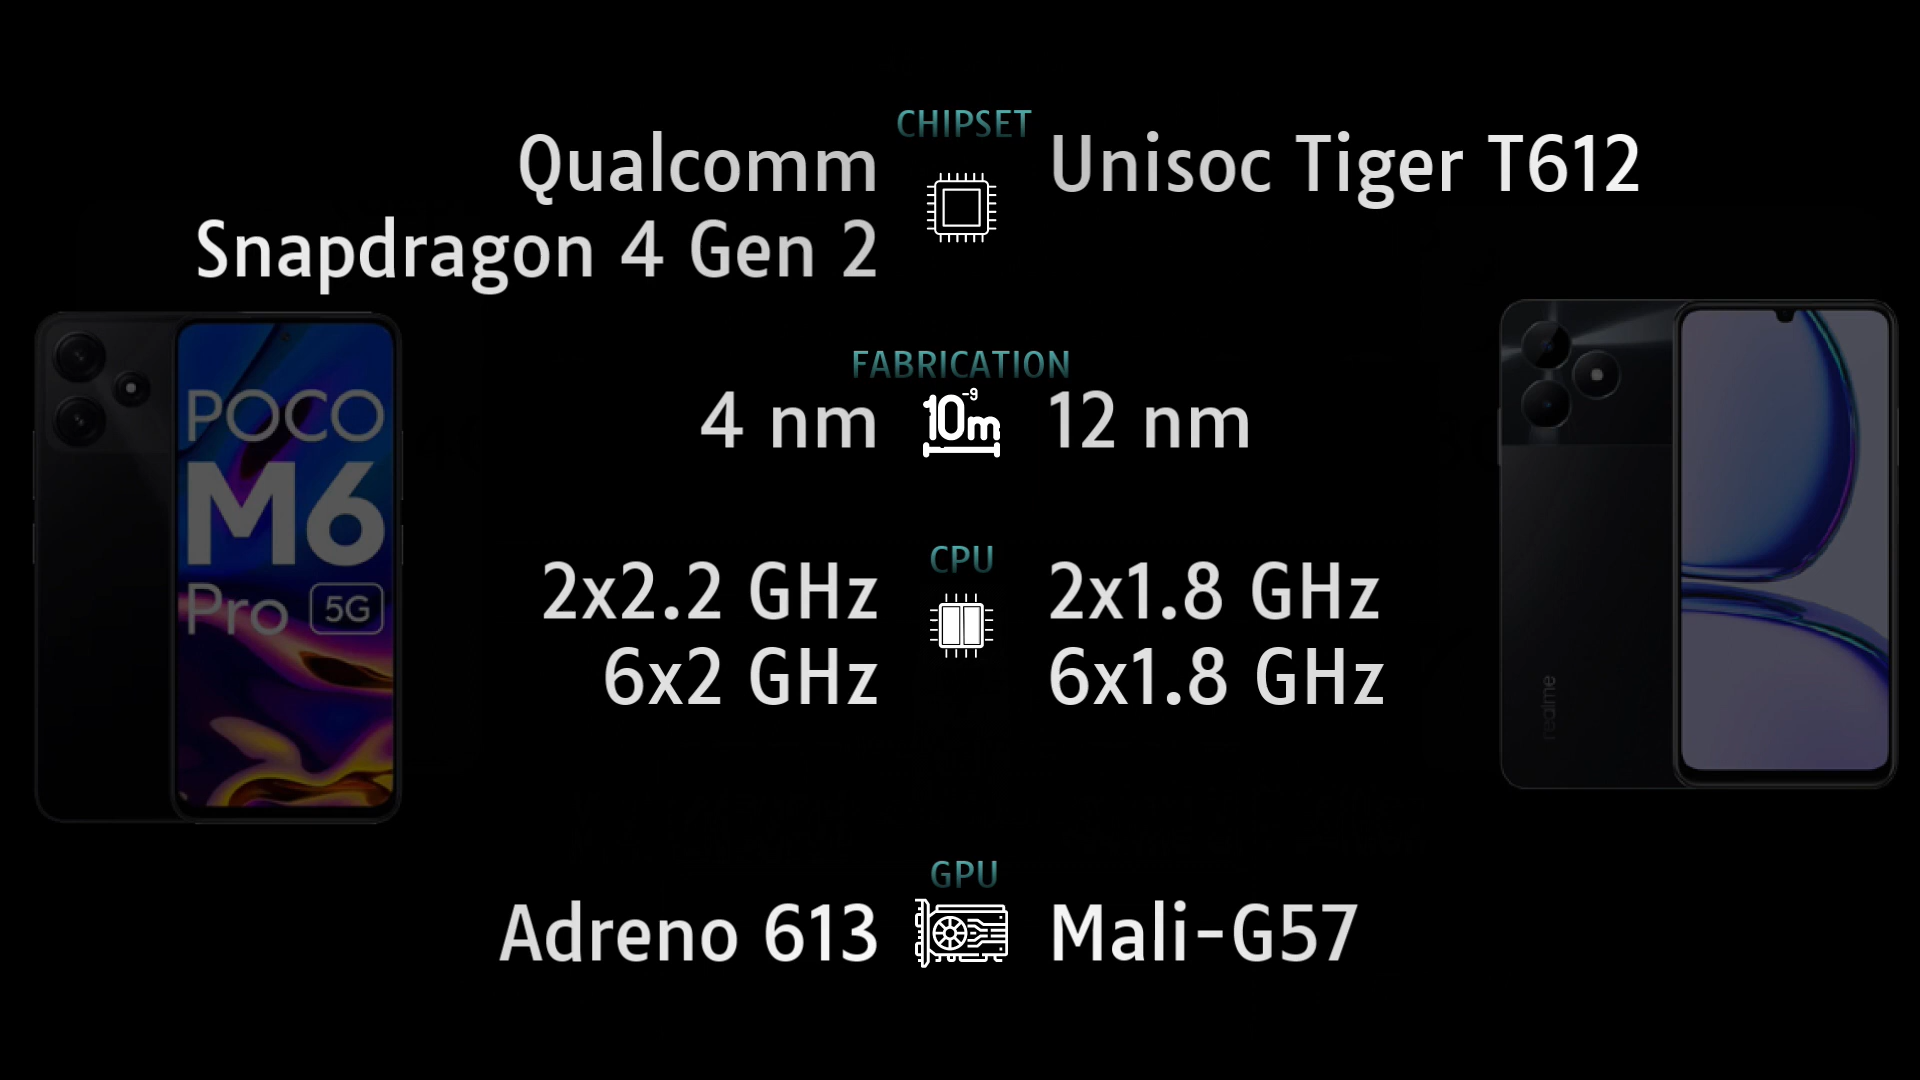 CHIPSET
Qualcomm
Snapdragon 4 Gen 2
Unisoc Tiger T612
FABRICATION
4 nm
10⁻⁹m
12 nm
CPU
2x2.2 GHz
6x2 GHz
2x1.8 GHz
6x1.8 GHz
GPU
Adreno 613
Mali-G57
POCO
M6
Pro 5G
realme